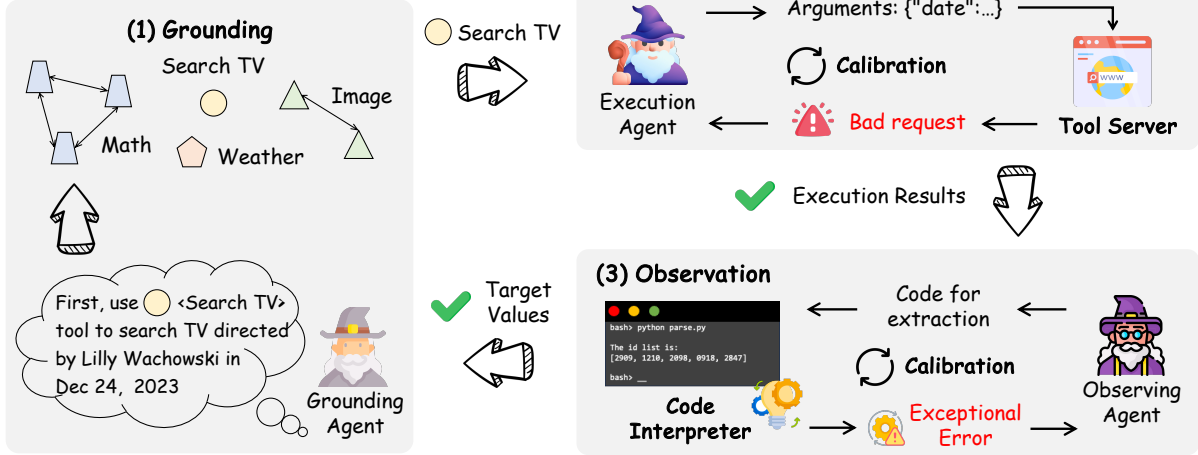 (1) Grounding
Search TV
Image
Math
Weather
First, use <Search TV>
tool to search TV directed
by Lilly Wachowski in
Dec 24, 2023
Grounding
Agent
Search TV
Arguments: {"date":…}
Calibration
Execution
Agent
Bad request
www
Tool Server
Execution Results
(3) Observation
Code for
extraction
bash> python parse.py
The id list is:
[2909, 1210, 2098, 0918, 2847]
bash> __
Calibration
Observing
Agent
Code
Interpreter
Exceptional
Error
Target
Values